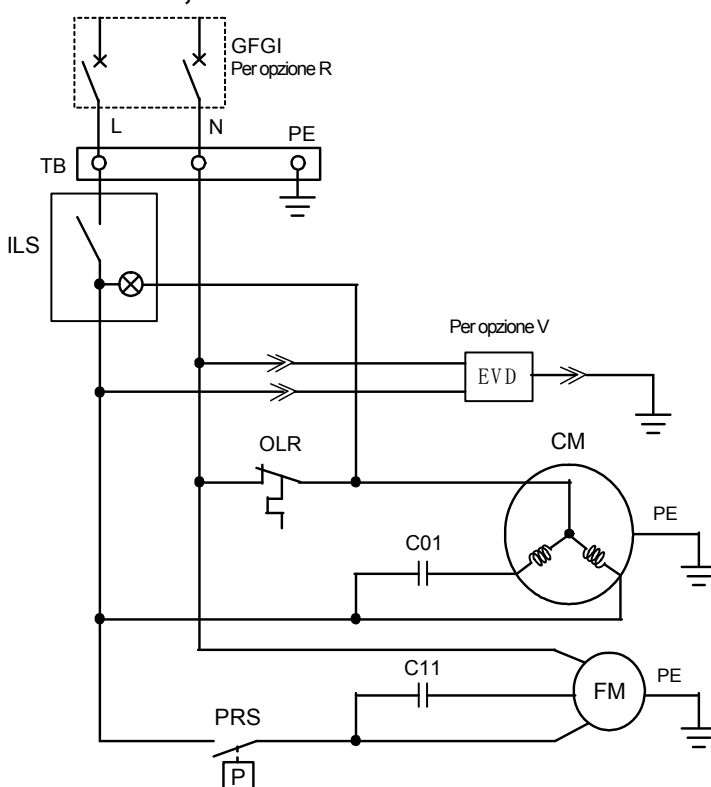 GFGI
Per opzione R
L
N
PE
TB
ILS
Per opzione V
EVD
OLR
CM
PE
C01
C11
FM
PE
PRS
P